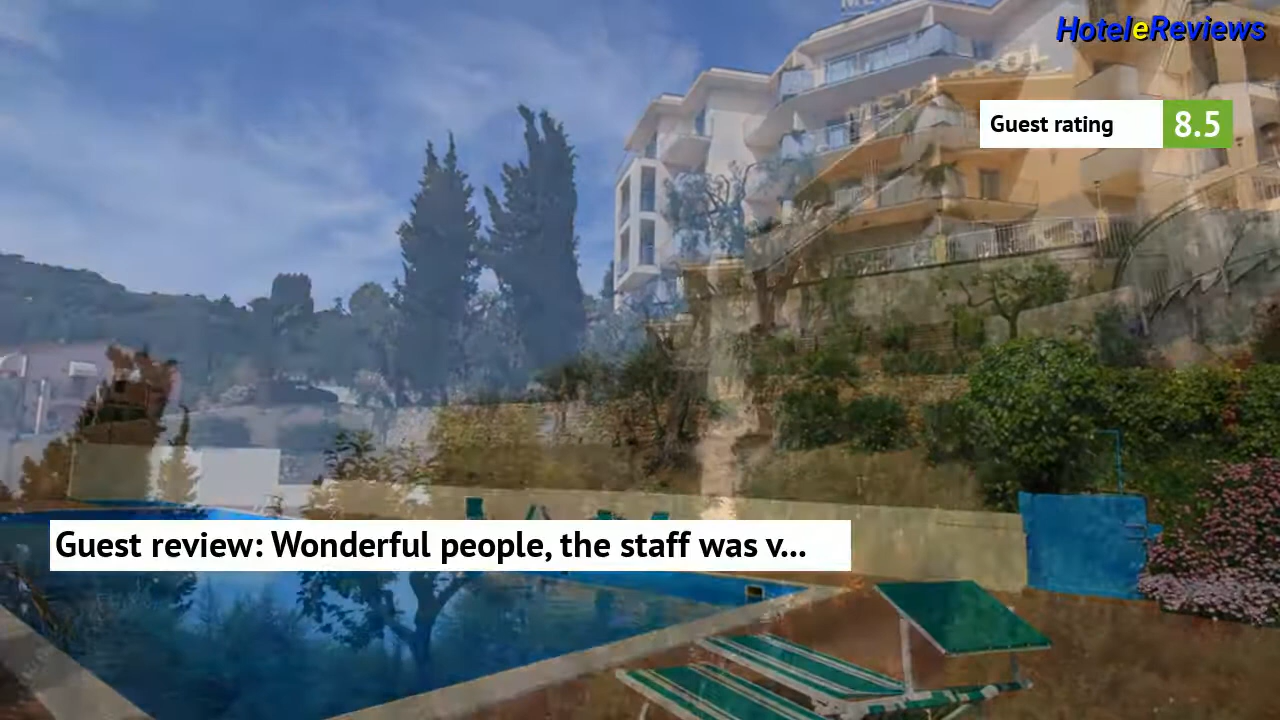 HoteleReviews
Guest rating 8.5
Guest review: Wonderful people, the staff was v...